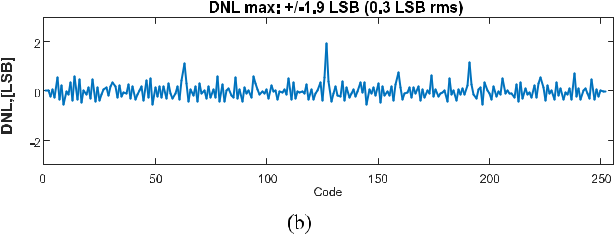 DNL max: +/-1.9 LSB (0.3 LSB rms)
DNL,[LSB]
2
0
-2
0 50 100 150 200 250
Code
(b)